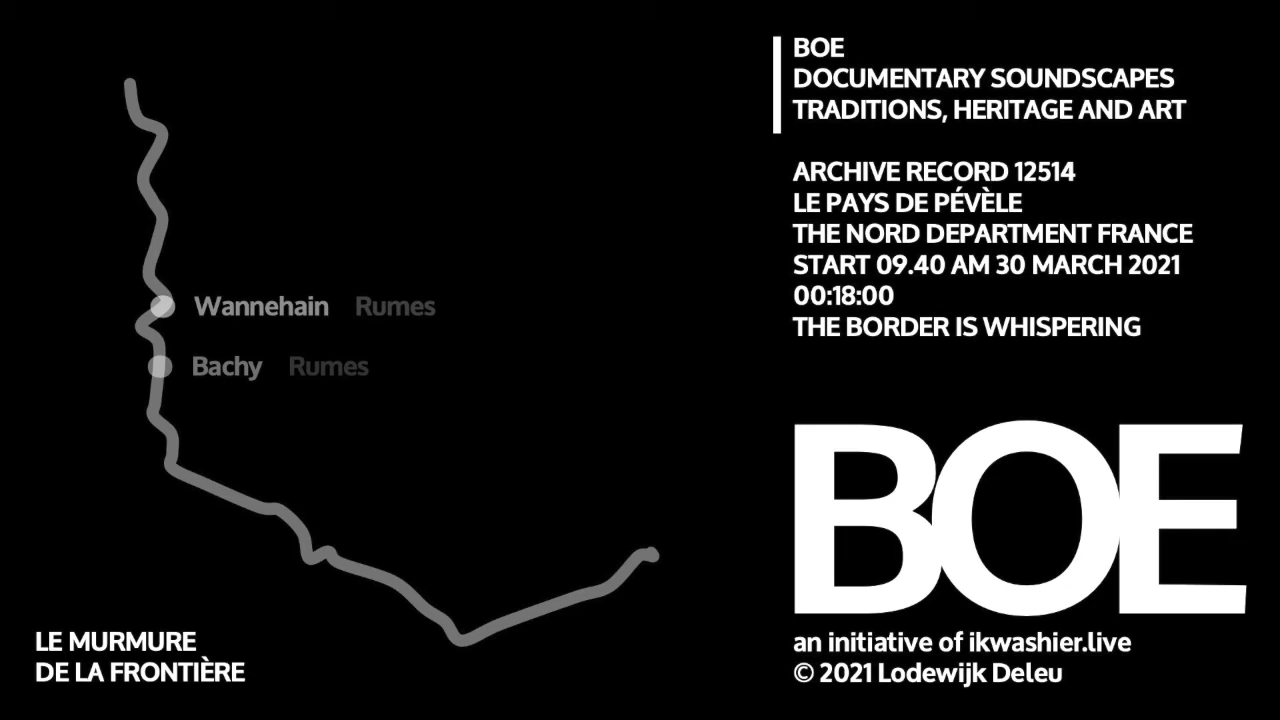 BOE
DOCUMENTARY SOUNDSCAPES
TRADITIONS, HERITAGE AND ART
ARCHIVE RECORD 12514
LE PAYS DE PÉVÈLE
THE NORD DEPARTMENT FRANCE
START 09.40 AM 30 MARCH 2021
00:18:00
THE BORDER IS WHISPERING
Wannehain Rumes
Bachy Rumes
BOE
an initiative of ikwashier.live
© 2021 Lodewijk Deleu
LE MURMURE
DE LA FRONTIÈRE